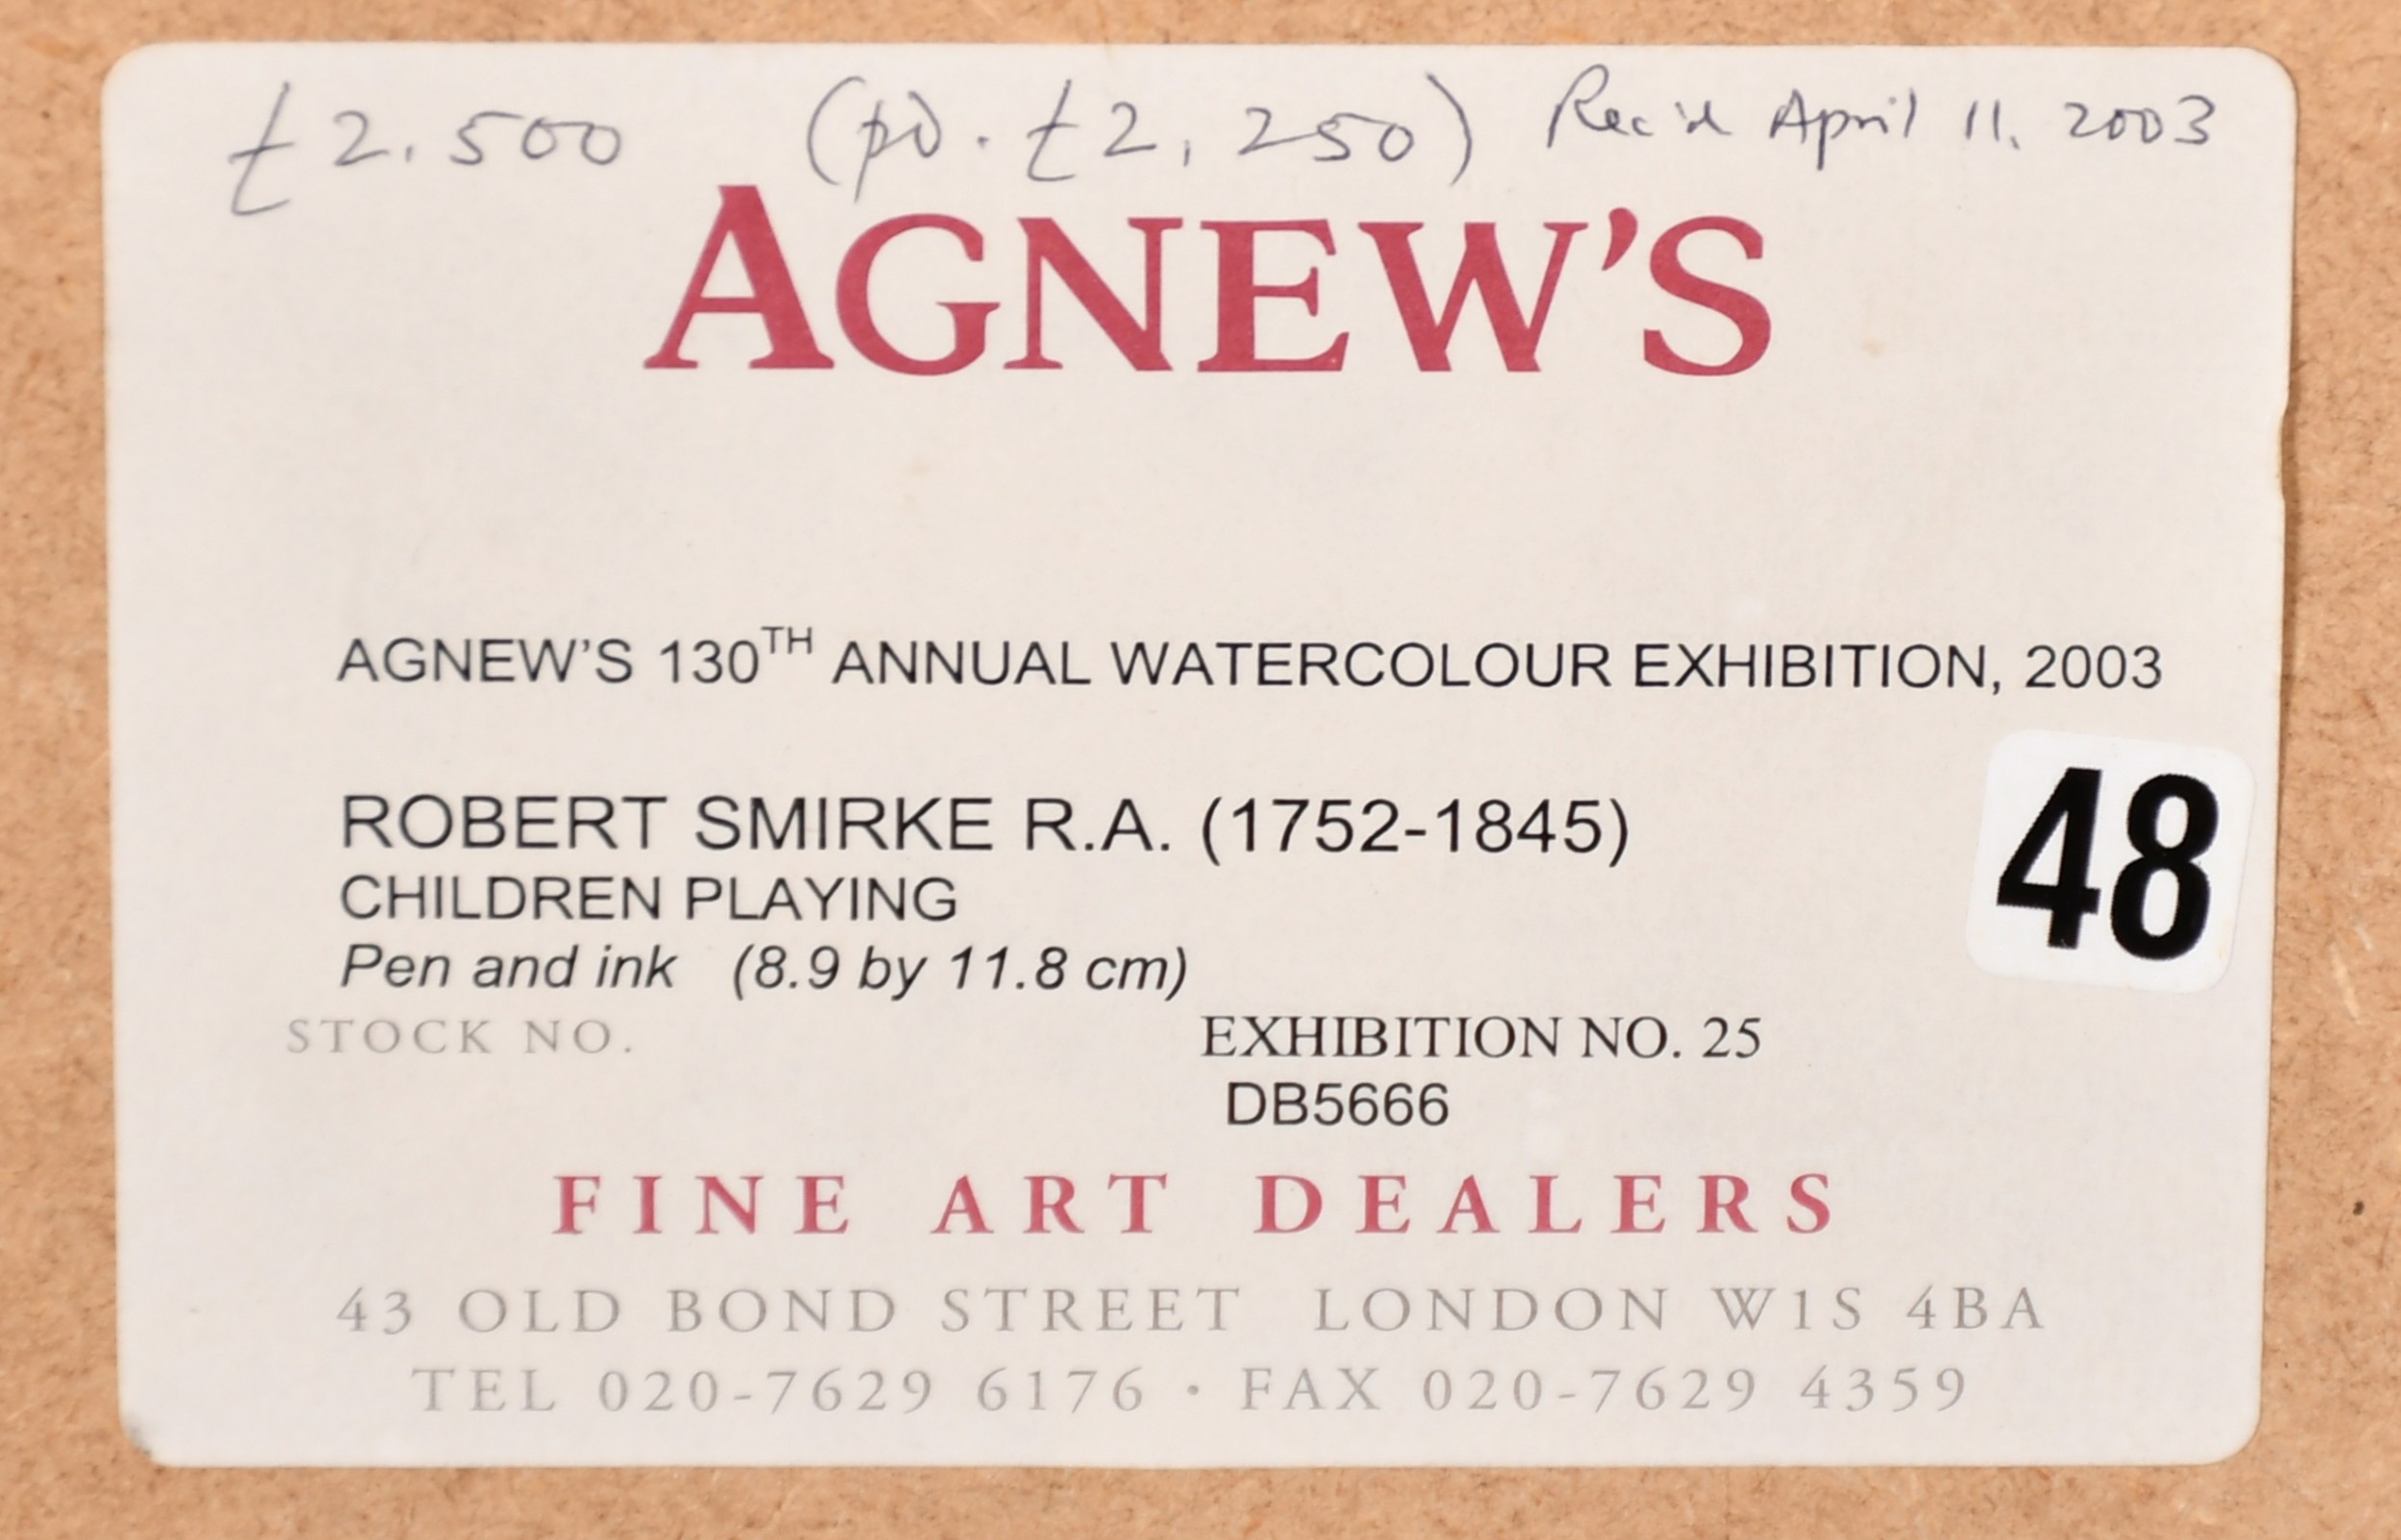 £2.500 (pd. £2,250) Rec'd April 11. 2003
AGNEW'S
AGNEW'S 130TH ANNUAL WATERCOLOUR EXHIBITION, 2003
ROBERT SMIRKE R.A. (1752-1845)
48
CHILDREN PLAYING
Pen and ink (8.9 by 11.8 cm)
STOCK NO. EXHIBITION NO. 25
DB5666
FINE ART DEALERS
43 OLD BOND STREET LONDON W1S 4BA
TEL 020-7629 6176 · FAX 020-7629 4359